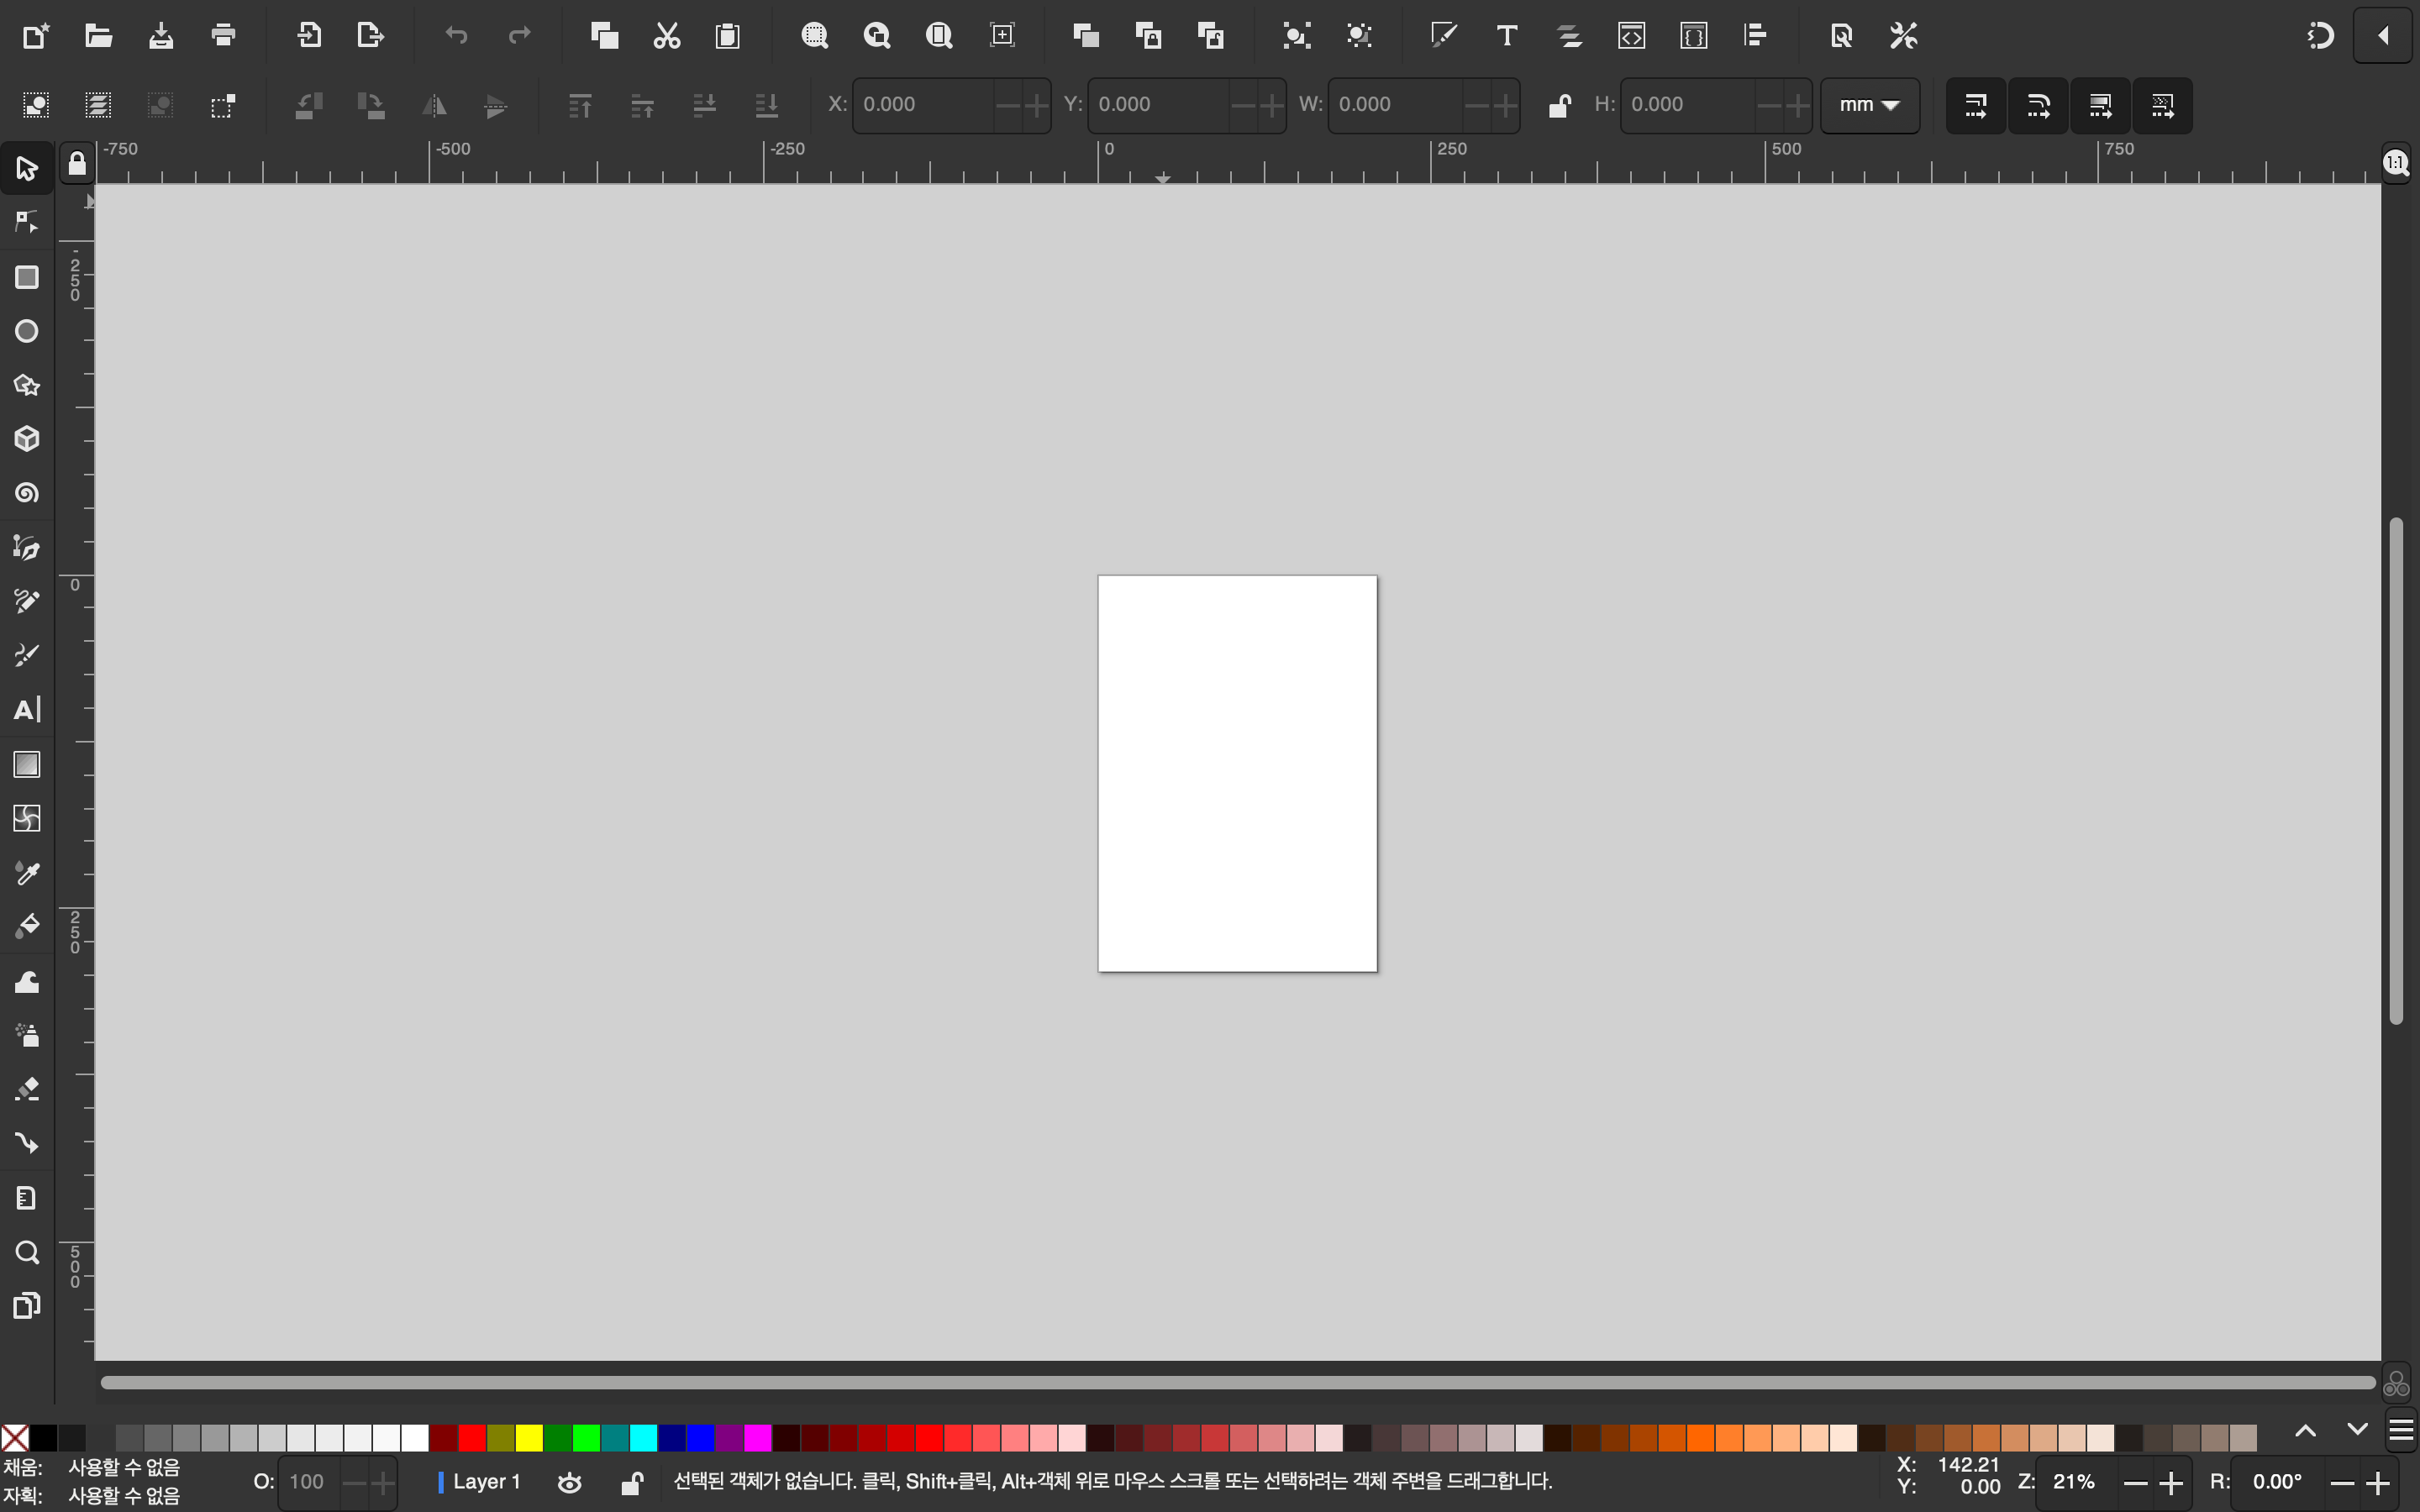 X: 0.000 Y: 0.000 W: 0.000 H: 0.000 mm
-750 -500 -250 0 250 500 750
1:1
-250
0
250
500
채움: 사용할 수 없음
자획: 사용할 수 없음
O: 100
Layer 1
선택된 객체가 없습니다. 클릭, Shift+클릭, Alt+객체 위로 마우스 스크롤 또는 선택하려는 객체 주변을 드래그합니다.
X: 142.21
Y: 0.00
Z: 21%
R: 0.00°